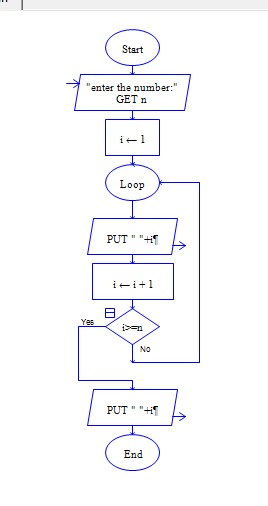 Start
"enter the number:"
GET n
i ← 1
Loop
PUT " "+i¶
i ← i + 1
Yes
i>=n
No
PUT " "+i¶
End